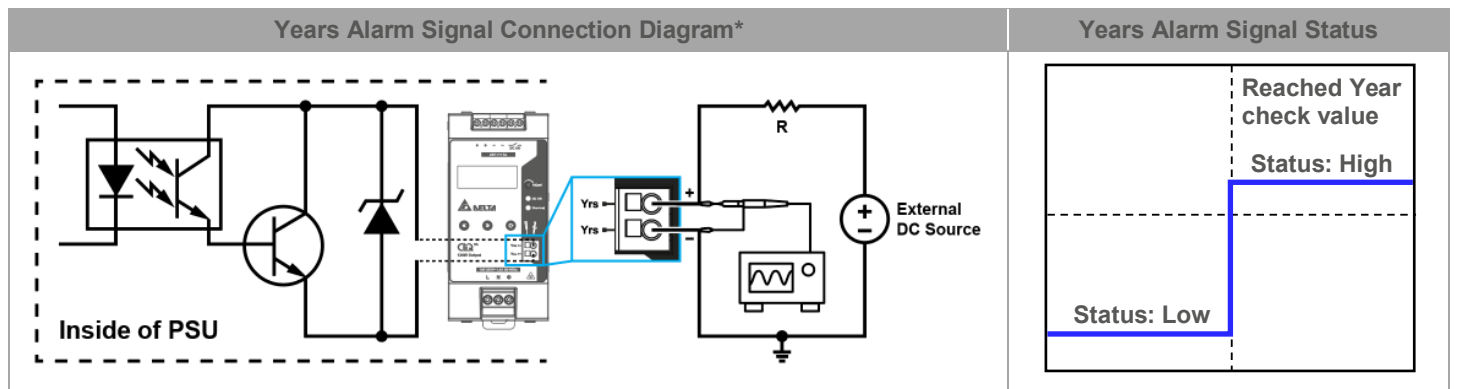 Years Alarm Signal Connection Diagram*
Years Alarm Signal Status
Inside of PSU
DELTA
Yrs
Yrs
L N
+
−
R
+
−
External
DC Source
Reached Year
check value
Status: High
Status: Low